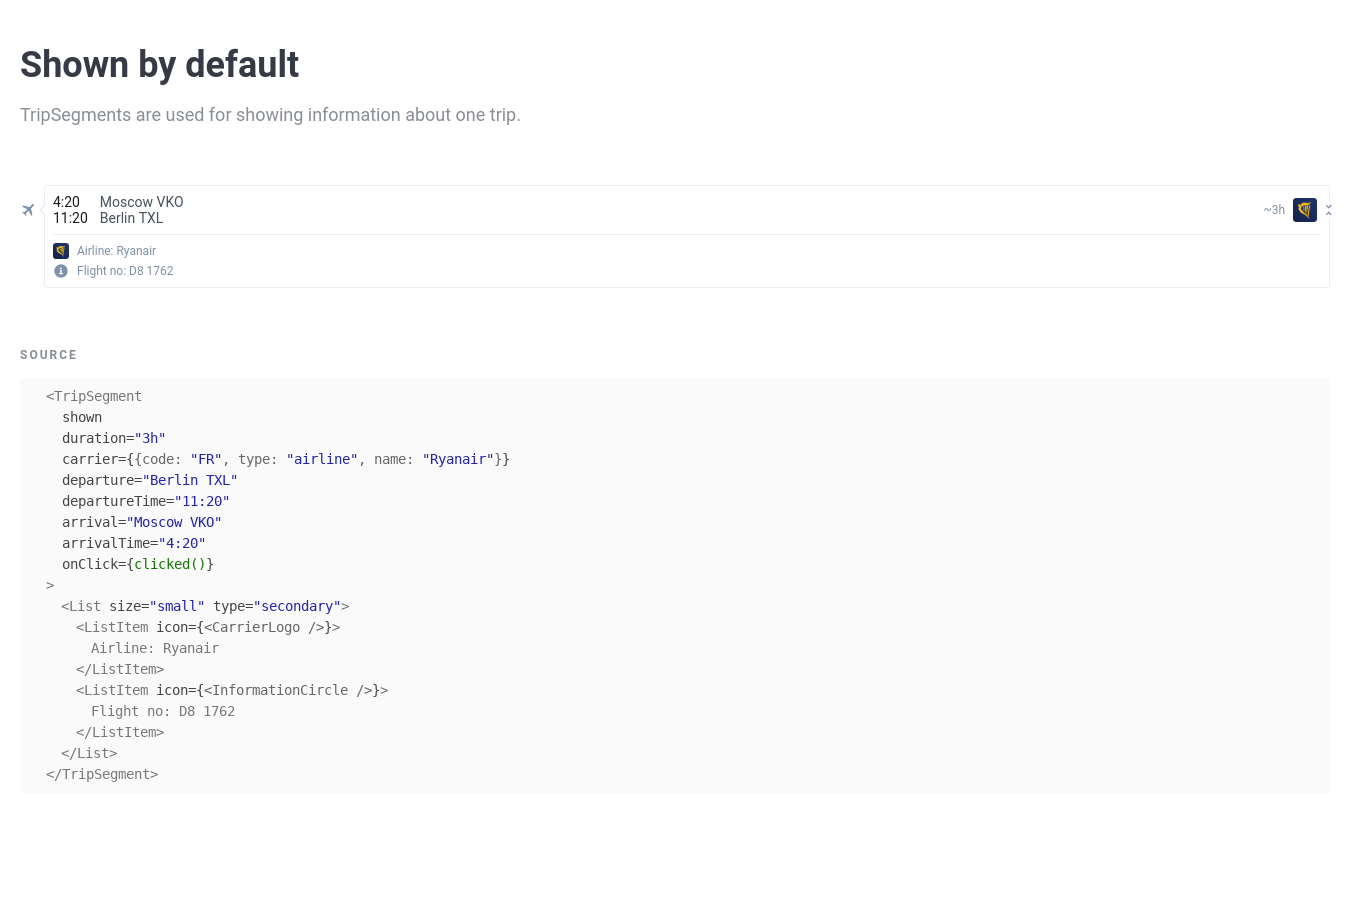 Shown by default
TripSegments are used for showing information about one trip.
4:20 Moscow VKO
11:20 Berlin TXL
~3h
Airline: Ryanair
Flight no: D8 1762
SOURCE
<TripSegment
  shown
  duration="3h"
  carrier={{code: "FR", type: "airline", name: "Ryanair"}}
  departure="Berlin TXL"
  departureTime="11:20"
  arrival="Moscow VKO"
  arrivalTime="4:20"
  onClick={clicked()}
>
  <List size="small" type="secondary">
    <ListItem icon={<CarrierLogo />}>
      Airline: Ryanair
    </ListItem>
    <ListItem icon={<InformationCircle />}>
      Flight no: D8 1762
    </ListItem>
  </List>
</TripSegment>